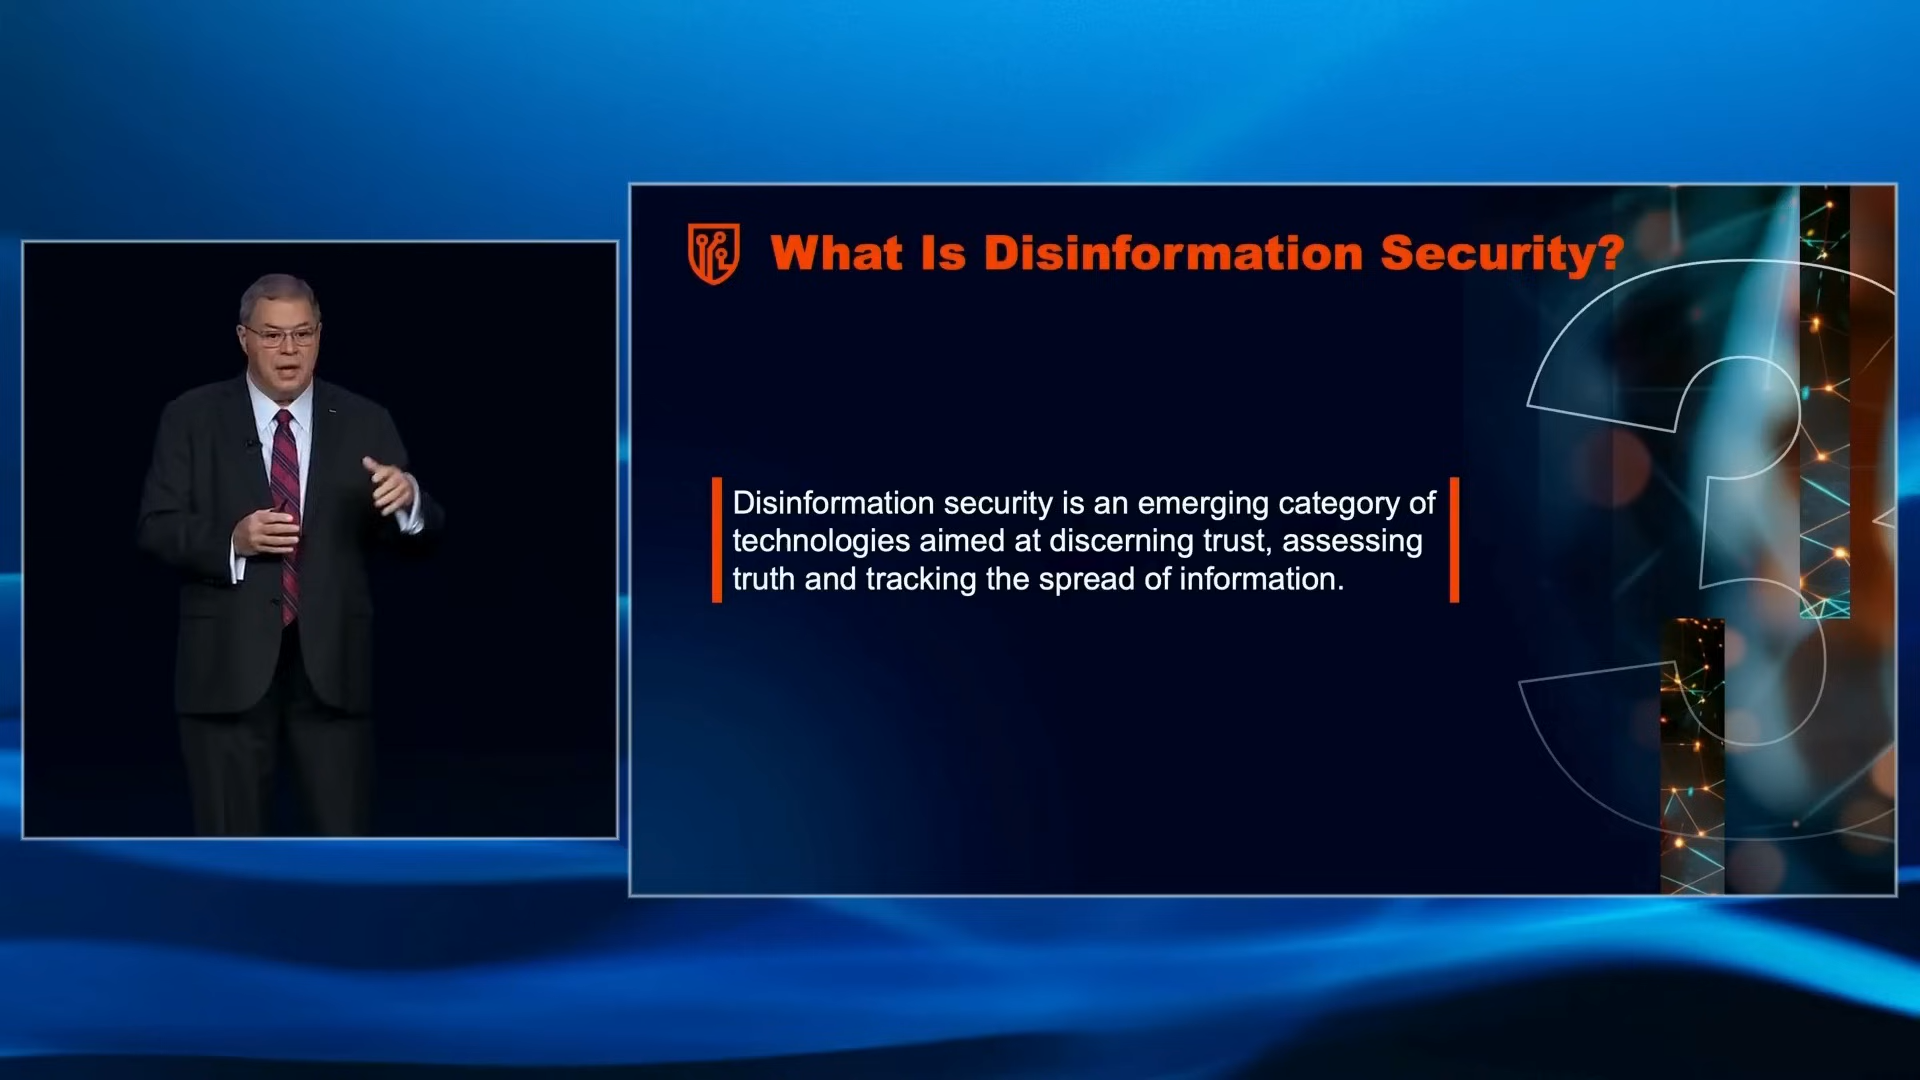 What Is Disinformation Security?
Disinformation security is an emerging category of
technologies aimed at discerning trust, assessing
truth and tracking the spread of information.